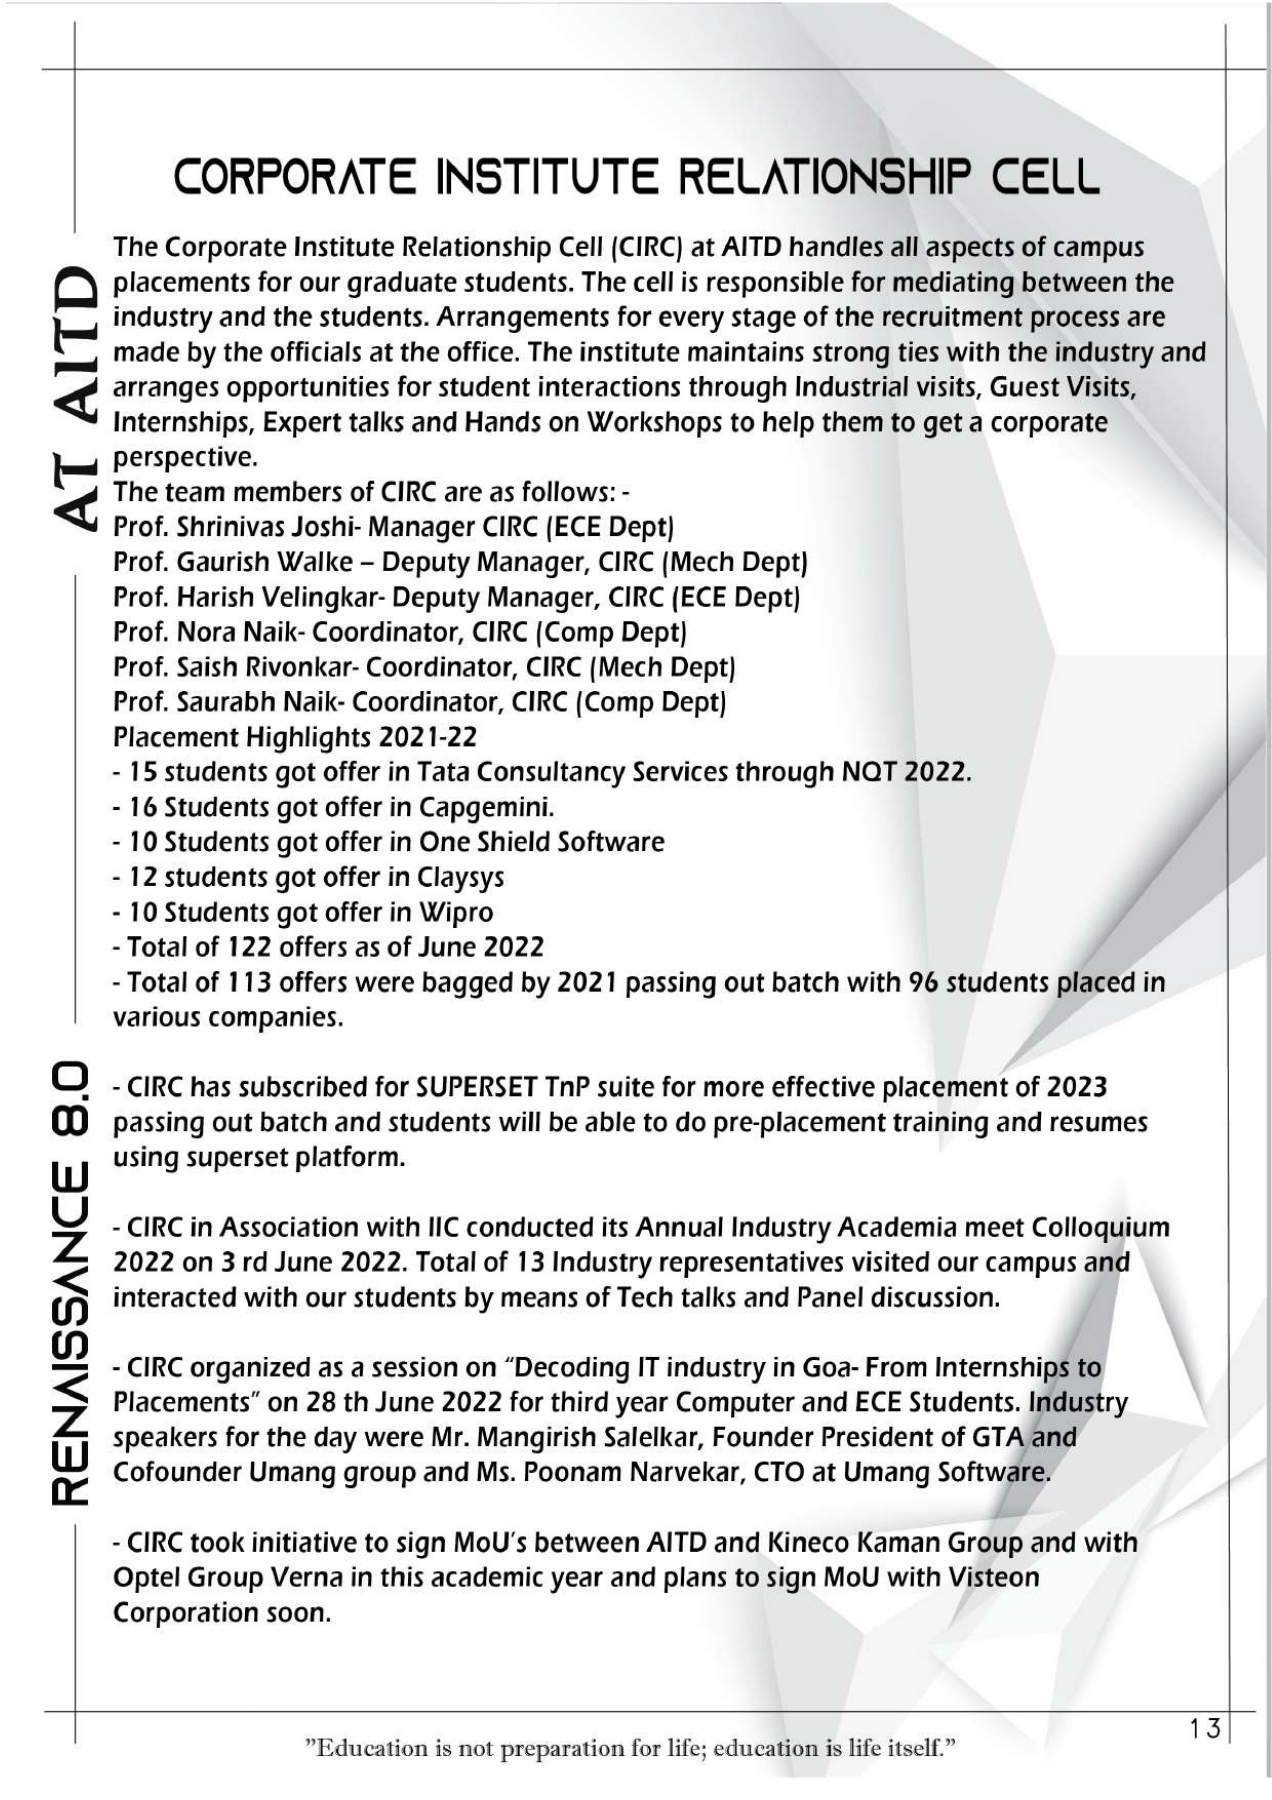 CORPORATE INSTITUTE RELATIONSHIP CELL
AT AITD
The Corporate Institute Relationship Cell (CIRC) at AITD handles all aspects of campus
placements for our graduate students. The cell is responsible for mediating between the
industry and the students. Arrangements for every stage of the recruitment process are
made by the officials at the office. The institute maintains strong ties with the industry and
arranges opportunities for student interactions through Industrial visits, Guest Visits,
Internships, Expert talks and Hands on Workshops to help them to get a corporate
perspective.
The team members of CIRC are as follows: -
Prof. Shrinivas Joshi- Manager CIRC (ECE Dept)
Prof. Gaurish Walke – Deputy Manager, CIRC (Mech Dept)
Prof. Harish Velingkar- Deputy Manager, CIRC (ECE Dept)
Prof. Nora Naik- Coordinator, CIRC (Comp Dept)
Prof. Saish Rivonkar- Coordinator, CIRC (Mech Dept)
Prof. Saurabh Naik- Coordinator, CIRC (Comp Dept)
Placement Highlights 2021-22
- 15 students got offer in Tata Consultancy Services through NQT 2022.
- 16 Students got offer in Capgemini.
- 10 Students got offer in One Shield Software
- 12 students got offer in Claysys
- 10 Students got offer in Wipro
- Total of 122 offers as of June 2022
- Total of 113 offers were bagged by 2021 passing out batch with 96 students placed in
various companies.
RENAISSANCE 8.0
- CIRC has subscribed for SUPERSET TnP suite for more effective placement of 2023
passing out batch and students will be able to do pre-placement training and resumes
using superset platform.
- CIRC in Association with IIC conducted its Annual Industry Academia meet Colloquium
2022 on 3 rd June 2022. Total of 13 Industry representatives visited our campus and
interacted with our students by means of Tech talks and Panel discussion.
- CIRC organized as a session on “Decoding IT industry in Goa- From Internships to
Placements” on 28 th June 2022 for third year Computer and ECE Students. Industry
speakers for the day were Mr. Mangirish Salelkar, Founder President of GTA and
Cofounder Umang group and Ms. Poonam Narvekar, CTO at Umang Software.
- CIRC took initiative to sign MoU’s between AITD and Kineco Kaman Group and with
Optel Group Verna in this academic year and plans to sign MoU with Visteon
Corporation soon.
13
”Education is not preparation for life; education is life itself.”